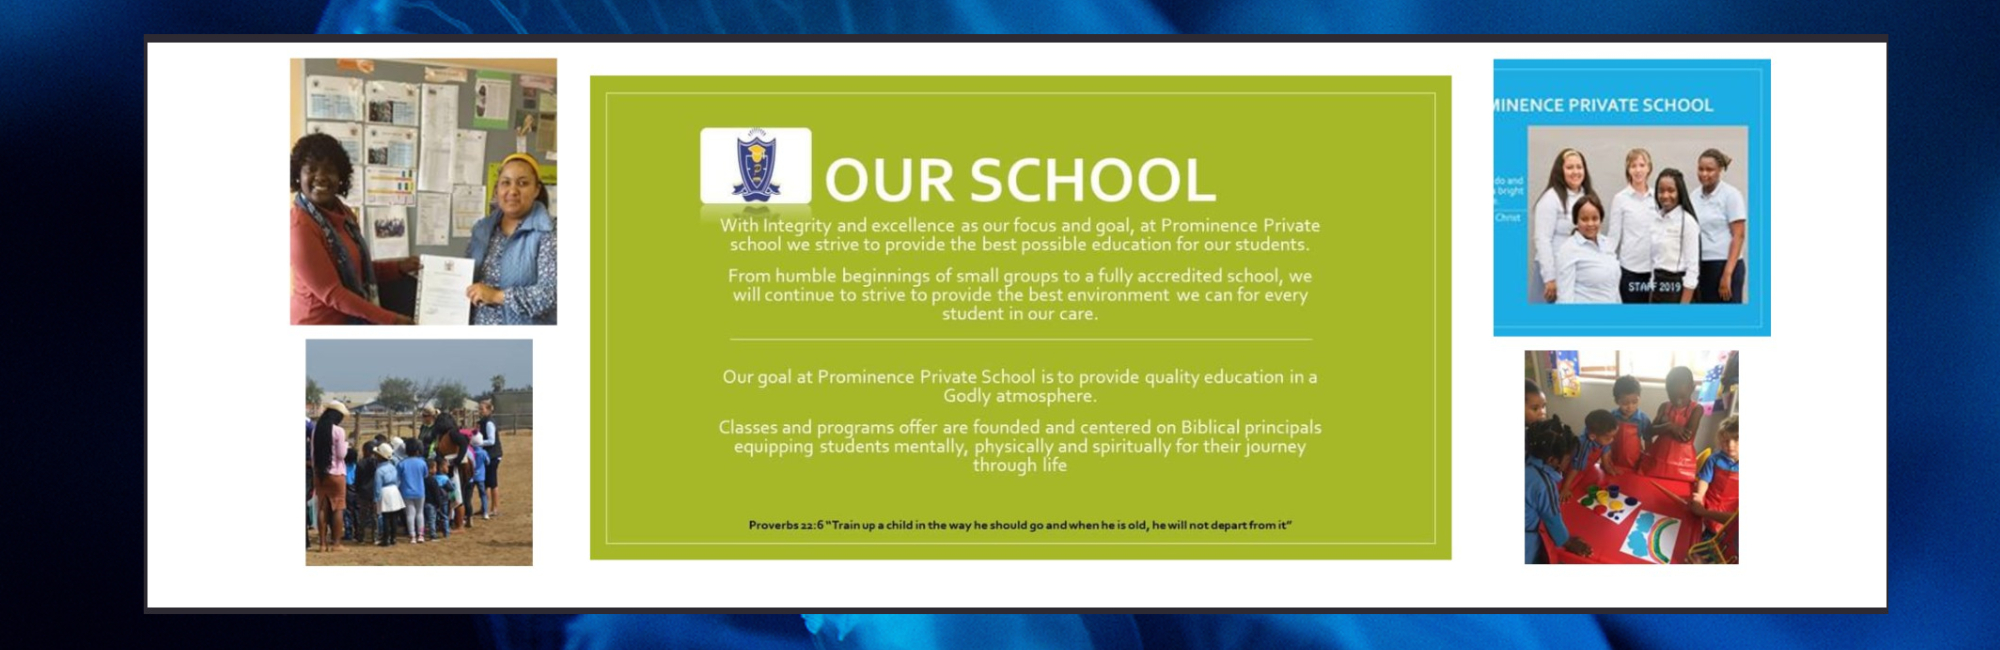 OUR SCHOOL
With Integrity and excellence as our focus and goal, at Prominence Private
school we strive to provide the best possible education for our students.
From humble beginnings of small groups to a fully accredited school, we
will continue to strive to provide the best environment we can for every
student in our care.
Our goal at Prominence Private School is to provide quality education in a
Godly atmosphere.
Classes and programs offer are founded and centered on Biblical principals
equipping students mentally, physically and spiritually for their journey
through life
Proverbs 22:6 “Train up a child in the way he should go and when he is old, he will not depart from it”
MINENCE PRIVATE SCHOOL
do and
bright
Christ
STAFF 2019